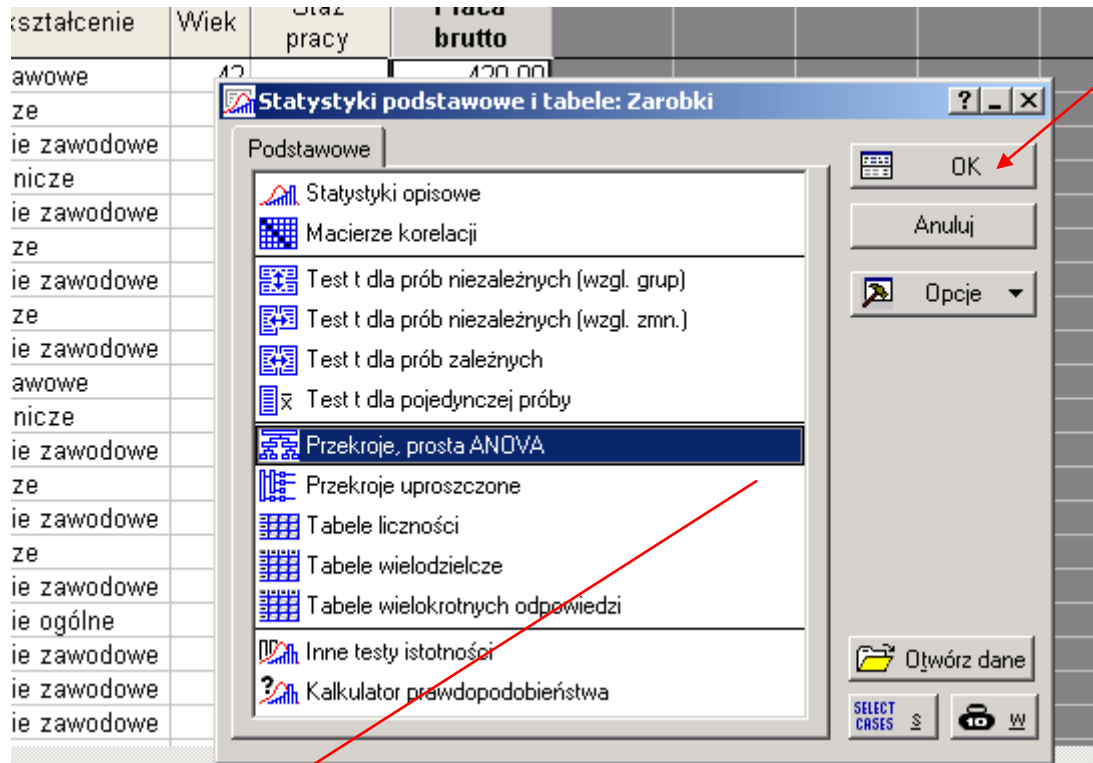 kształcenie Wiek Staż pracy Płaca brutto
awowe 42 420.00
ze
ie zawodowe
nicze
ie zawodowe
ze
ie zawodowe
ze
ie zawodowe
awowe
nicze
ie zawodowe
ze
ie zawodowe
ze
ie zawodowe
ie ogólne
ie zawodowe
ie zawodowe
ie zawodowe
Statystyki podstawowe i tabele: Zarobki
Podstawowe
Statystyki opisowe
Macierze korelacji
Test t dla prób niezależnych (wzgl. grup)
Test t dla prób niezależnych (wzgl. zmn.)
Test t dla prób zależnych
Test t dla pojedynczej próby
Przekroje, prosta ANOVA
Przekroje uproszczone
Tabele liczności
Tabele wielodzielcze
Tabele wielokrotnych odpowiedzi
Inne testy istotności
Kalkulator prawdopodobieństwa
OK
Anuluj
Opcje
Otwórz dane
SELECT CASES S
W